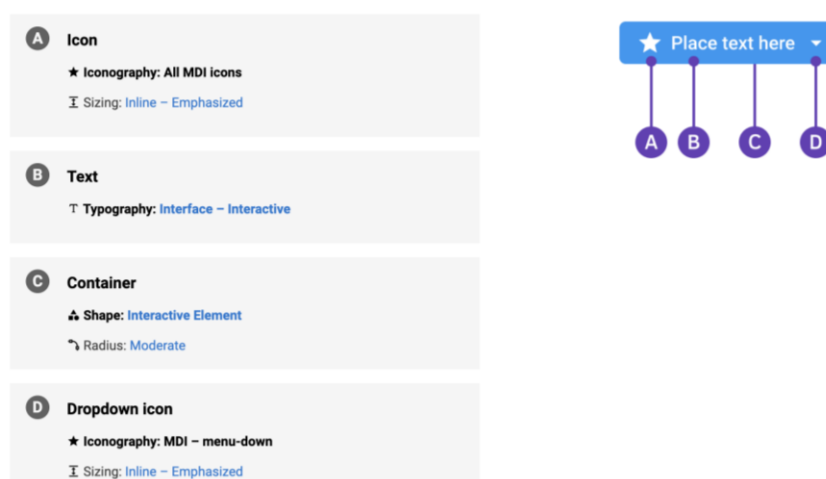 A
Icon
Iconography: All MDI icons
Sizing: Inline – Emphasized
B
Text
Typography: Interface – Interactive
C
Container
Shape: Interactive Element
Radius: Moderate
D
Dropdown icon
Iconography: MDI – menu-down
Sizing: Inline – Emphasized
Place text here
A B C D